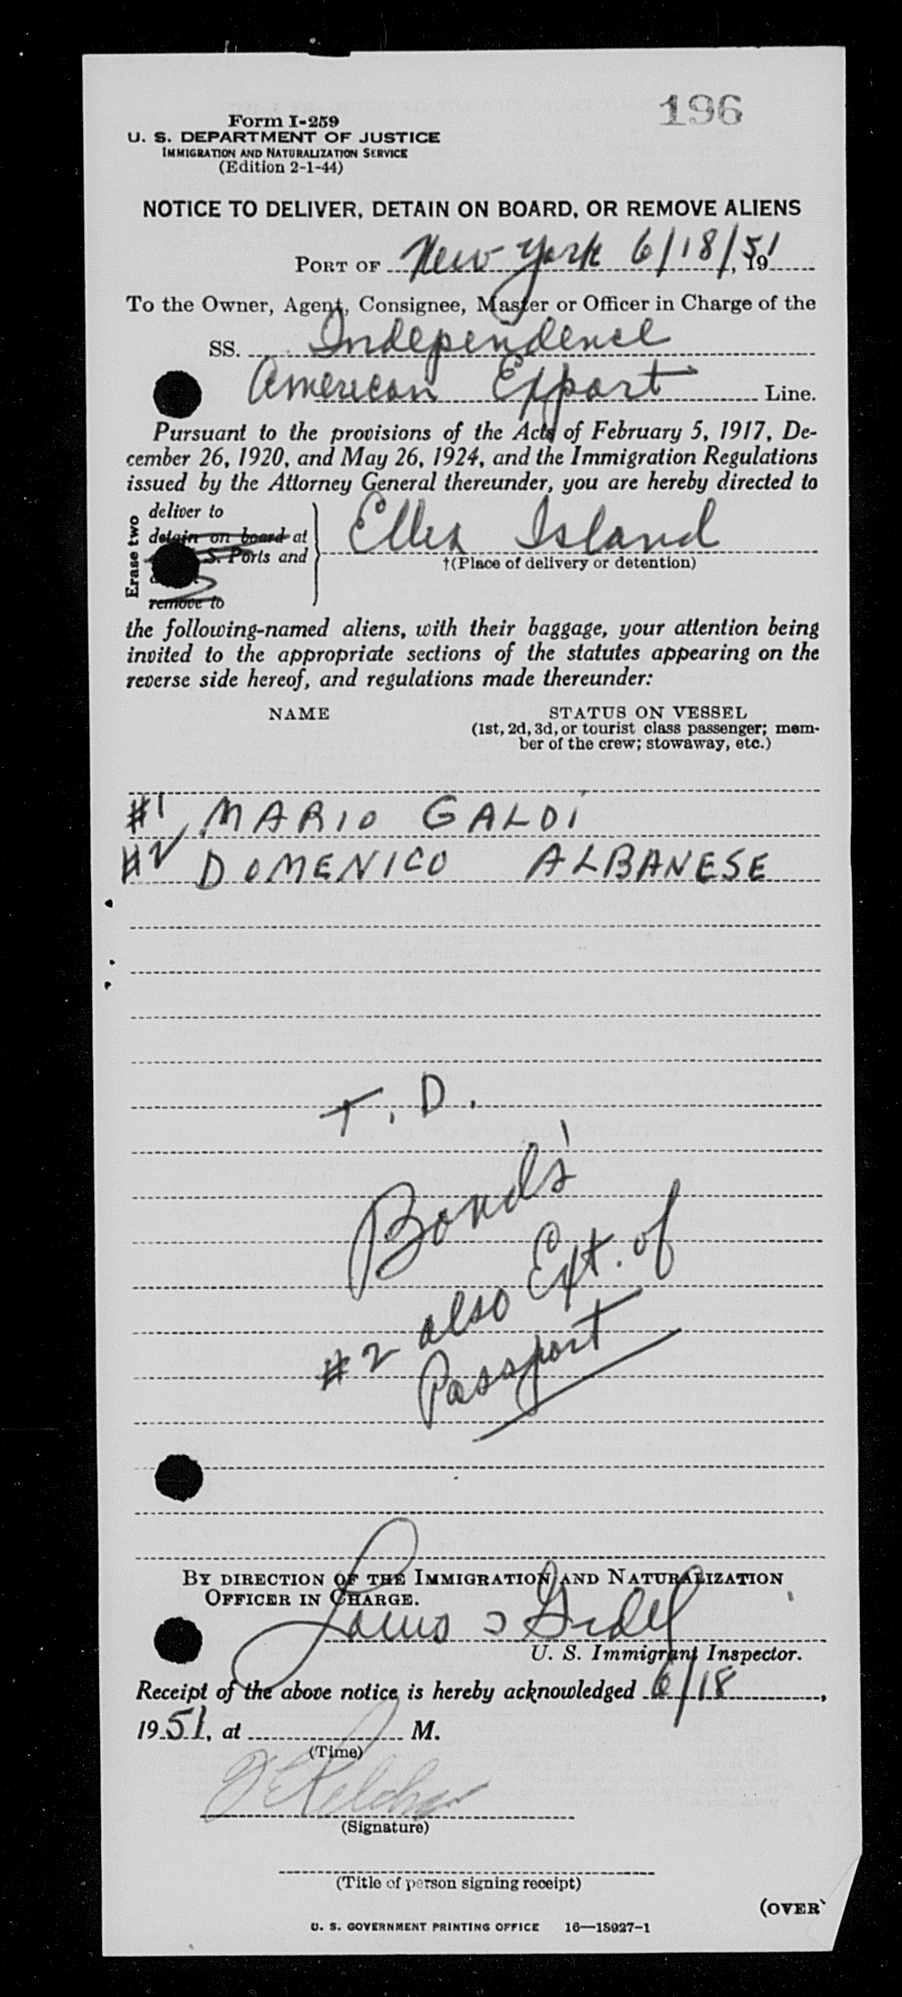 196
Form I-259
U. S. DEPARTMENT OF JUSTICE
IMMIGRATION AND NATURALIZATION SERVICE
(Edition 2-1-44)
NOTICE TO DELIVER, DETAIN ON BOARD, OR REMOVE ALIENS
PORT OF New York 6/18/, 1951
To the Owner, Agent, Consignee, Master or Officer in Charge of the
SS. Independence
American Export Line.
Pursuant to the provisions of the Acts of February 5, 1917, De-
cember 26, 1920, and May 26, 1924, and the Immigration Regulations
issued by the Attorney General thereunder, you are hereby directed to
Erase two
deliver to
detain on board at
S. Ports and
remove to
Ellis Island
†(Place of delivery or detention)
the following-named aliens, with their baggage, your attention being
invited to the appropriate sections of the statutes appearing on the
reverse side hereof, and regulations made thereunder:
NAME STATUS ON VESSEL
(1st, 2d, 3d, or tourist class passenger; mem-
ber of the crew; stowaway, etc.)
#1 MARIO GALDI
#2 DOMENICO ALBANESE
T. D.
Bond's
#2 also Ext. of
Passport
BY DIRECTION OF THE IMMIGRATION AND NATURALIZATION
OFFICER IN CHARGE.
Louis
U. S. Immigrant Inspector.
Receipt of the above notice is hereby acknowledged 6/18,
1951, at M.
(Time)
(Signature)
(Title of person signing receipt)
(OVER)
U. S. GOVERNMENT PRINTING OFFICE 16—18927-1